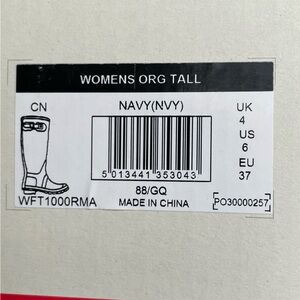 WOMENS ORG TALL
CN
NAVY(NVY)
UK
4
US
6
EU
37
5 013441 353043
88/GQ
WFT1000RMA
MADE IN CHINA
PO30000257